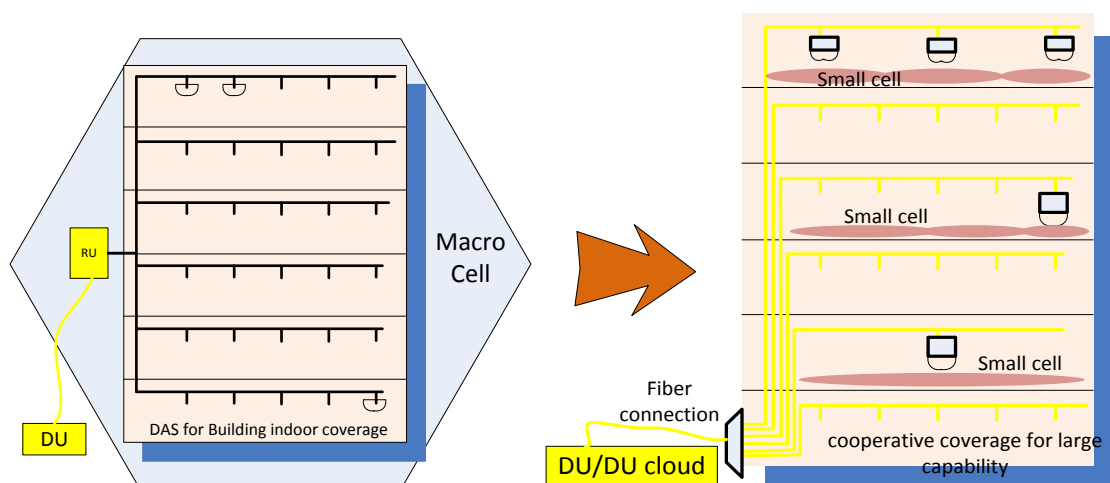 RU
DU
Macro
Cell
DAS for Building indoor coverage
Small cell
Small cell
Small cell
Fiber
connection
DU/DU cloud
cooperative coverage for large
capability